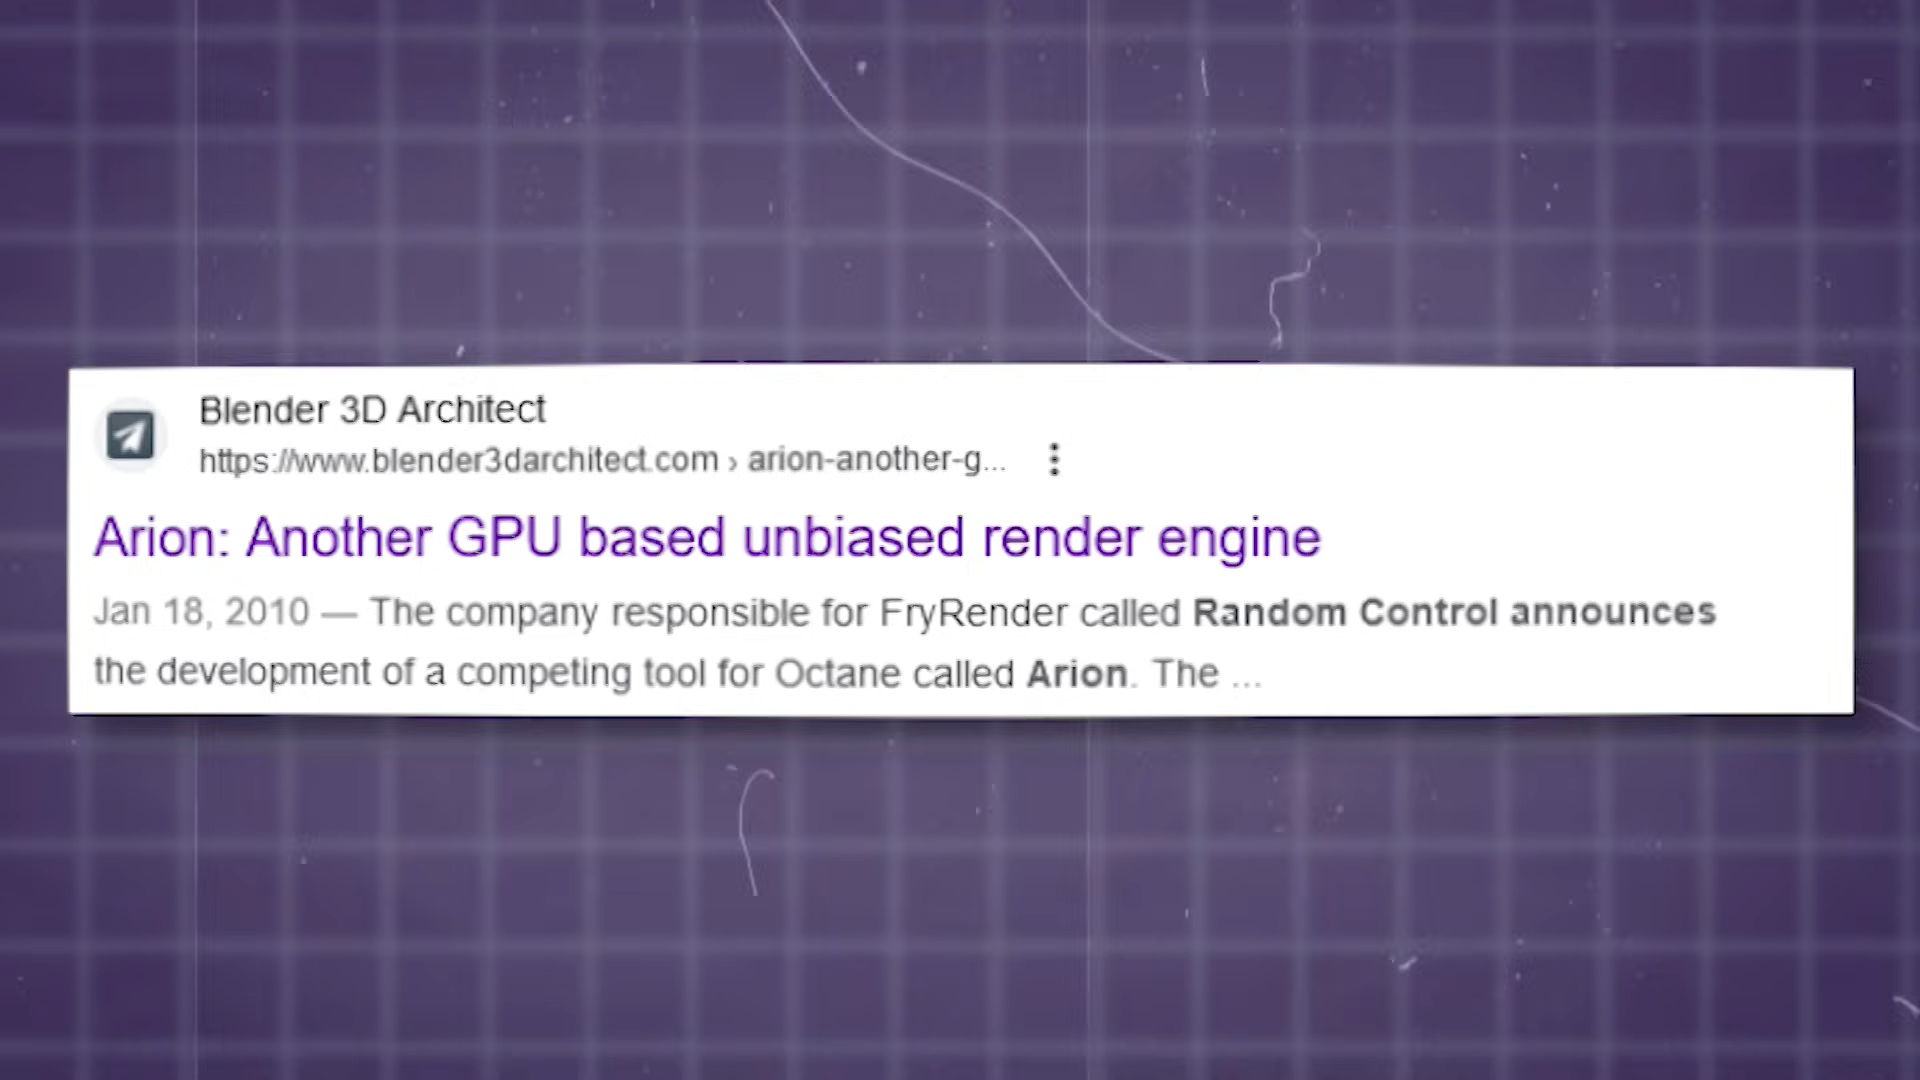 Blender 3D Architect
https://www.blender3darchitect.com › arion-another-g...
Arion: Another GPU based unbiased render engine
Jan 18, 2010 — The company responsible for FryRender called Random Control announces
the development of a competing tool for Octane called Arion. The ...